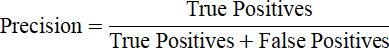 Precision = True Positives / True Positives + False Positives